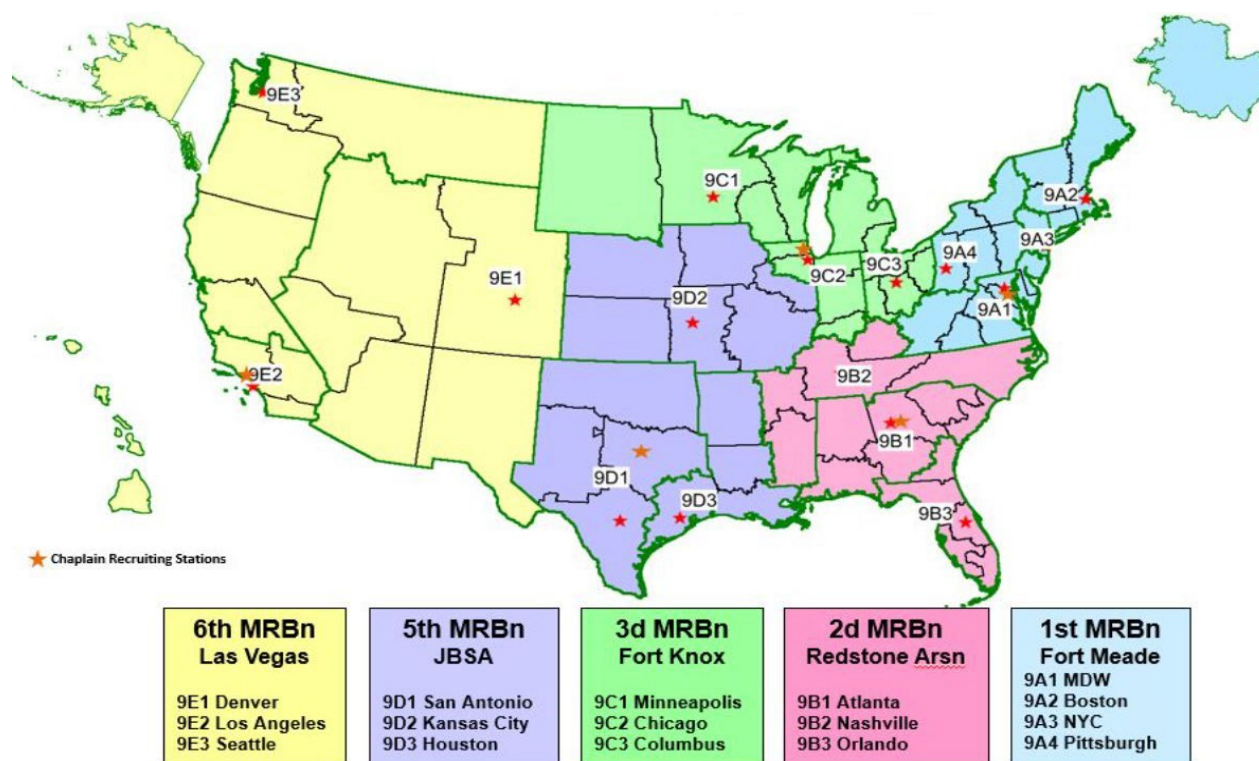 9E3
9C1
9A2
9A3
9A4
9C3
9C2
9E1
9A1
9D2
9E2
9B2
9B1
9D1
9D3
9B3
Chaplain Recruiting Stations
6th MRBn
Las Vegas
9E1 Denver
9E2 Los Angeles
9E3 Seattle
5th MRBn
JBSA
9D1 San Antonio
9D2 Kansas City
9D3 Houston
3d MRBn
Fort Knox
9C1 Minneapolis
9C2 Chicago
9C3 Columbus
2d MRBn
Redstone Arsn
9B1 Atlanta
9B2 Nashville
9B3 Orlando
1st MRBn
Fort Meade
9A1 MDW
9A2 Boston
9A3 NYC
9A4 Pittsburgh